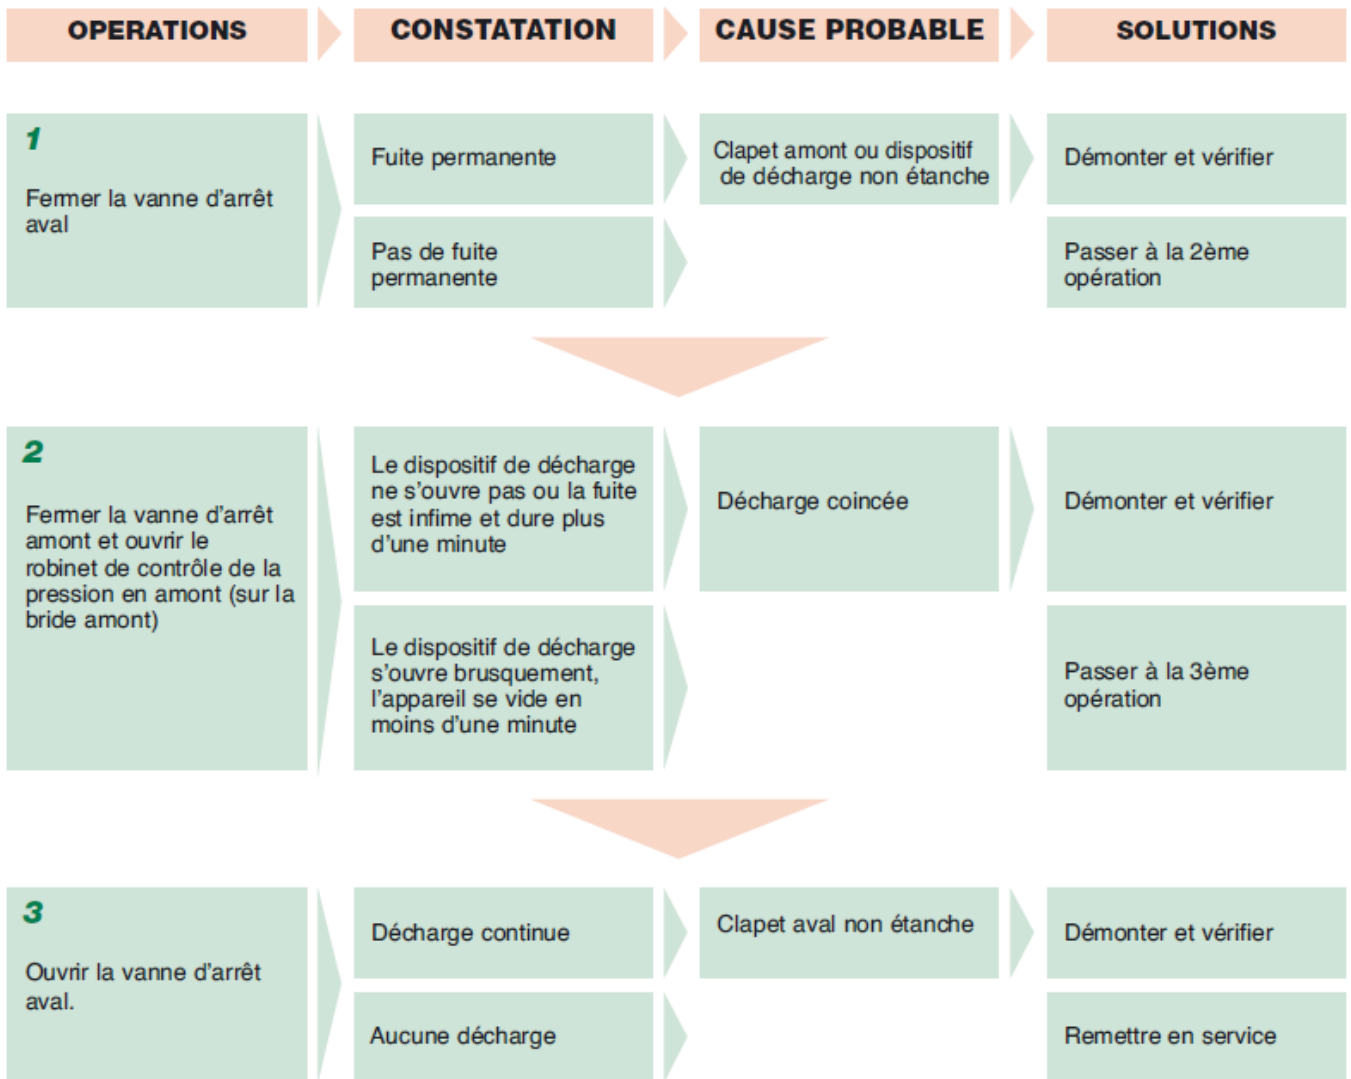 OPERATIONS
CONSTATATION
CAUSE PROBABLE
SOLUTIONS
1
Fermer la vanne d’arrêt
aval
Fuite permanente
Clapet amont ou dispositif
de décharge non étanche
Démonter et vérifier
Pas de fuite
permanente
Passer à la 2ème
opération
2
Fermer la vanne d’arrêt
amont et ouvrir le
robinet de contrôle de la
pression en amont (sur la
bride amont)
Le dispositif de décharge
ne s’ouvre pas ou la fuite
est infime et dure plus
d’une minute
Décharge coincée
Démonter et vérifier
Le dispositif de décharge
s’ouvre brusquement,
l’appareil se vide en
moins d’une minute
Passer à la 3ème
opération
3
Ouvrir la vanne d’arrêt
aval.
Décharge continue
Clapet aval non étanche
Démonter et vérifier
Aucune décharge
Remettre en service